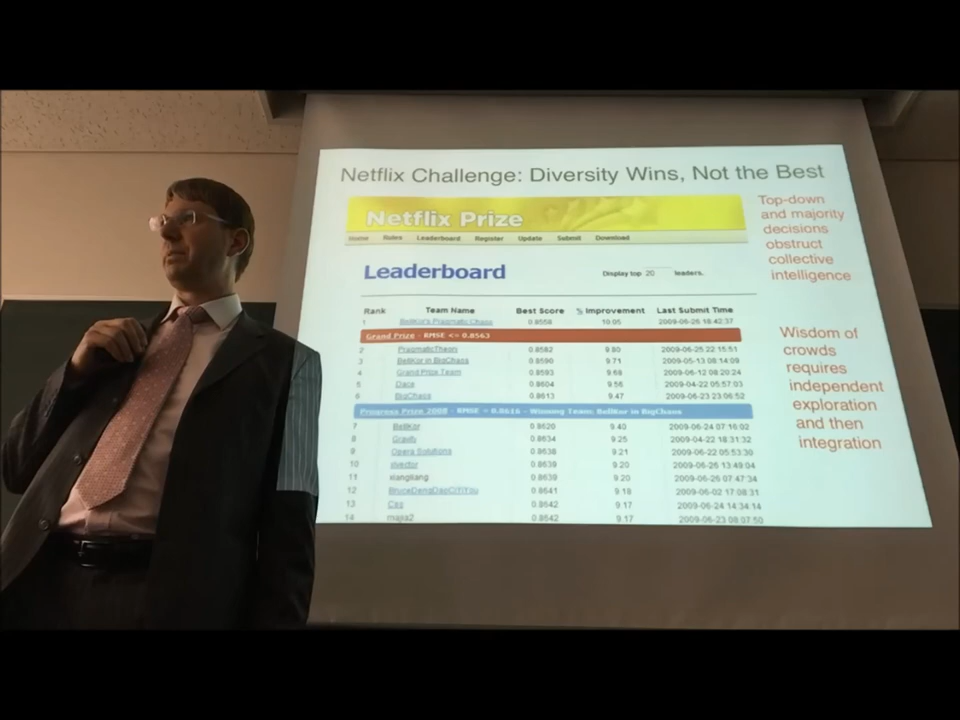 Netflix Challenge: Diversity Wins, Not the Best
Netflix Prize
Home Rules Leaderboard Register Update Submit Download
Leaderboard
Display top 20 leaders.
Rank Team Name Best Score % Improvement Last Submit Time
1 BellKor's Pragmatic Chaos 0.8558 10.05 2009-06-26 18:42:37
Grand Prize - RMSE <= 0.8563
2 PragmaticTheory 0.8582 9.80 2009-06-25 22:15:51
3 BellKor in BigChaos 0.8590 9.71 2009-05-13 08:14:09
4 Grand Prize Team 0.8593 9.68 2009-06-12 08:20:24
5 Dace 0.8604 9.56 2009-04-22 05:57:03
6 BigChaos 0.8613 9.47 2009-06-23 23:06:52
Progress Prize 2008 - RMSE = 0.8616 - Winning Team: BellKor in BigChaos
7 BellKor 0.8620 9.40 2009-06-24 07:16:02
8 Gravity 0.8634 9.25 2009-04-22 18:31:32
9 Opera Solutions 0.8638 9.21 2009-06-22 05:53:39
10 xlvector 0.8639 9.20 2009-06-26 13:49:04
11 xiangliang 0.8639 9.20 2009-06-26 07:47:34
12 BruceDengDaoCiYiYou 0.8641 9.18 2009-06-02 17:08:31
13 Ces 0.8642 9.17 2009-06-24 14:34:14
14 majia2 0.8642 9.17 2009-06-23 08:07:50
Top-down
and majority
decisions
obstruct
collective
intelligence
Wisdom of
crowds
requires
independent
exploration
and then
integration